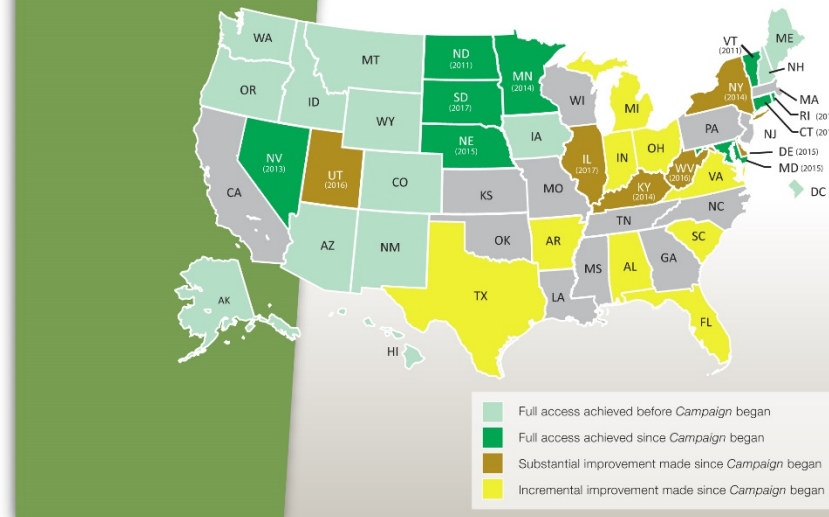 WA
MT
ND
(2011)
MN
(2014)
VT
(2011)
ME
NH
OR
ID
WY
SD
(2017)
WI
MI
NY
(2014)
MA
RI (20
CT (20
NJ
NE
(2015)
IA
PA
DE (2015)
MD (2015)
DC
NV
(2013)
UT
(2016)
CO
KS
MO
IL
(2017)
IN
OH
WV
(2016)
VA
KY
(2014)
CA
AZ
NM
OK
AR
TN
NC
SC
MS
AL
GA
TX
LA
FL
AK
HI
Full access achieved before Campaign began
Full access achieved since Campaign began
Substantial improvement made since Campaign began
Incremental improvement made since Campaign began